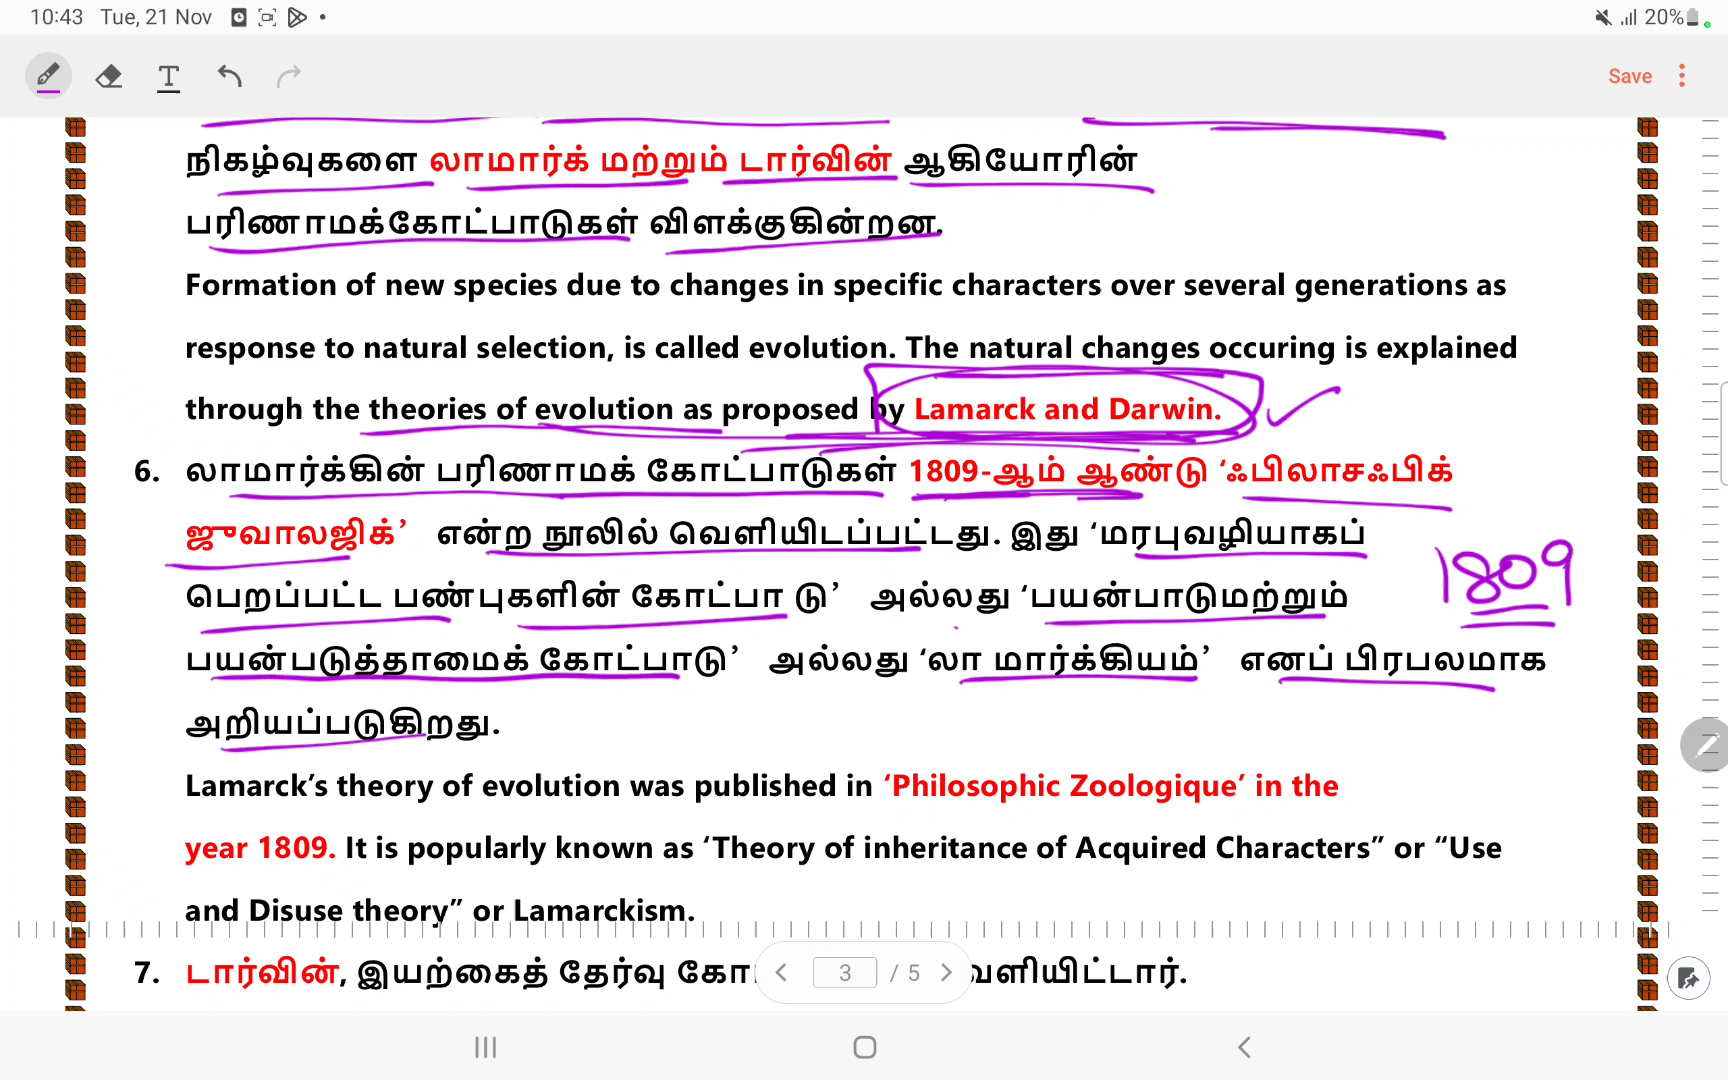 10:43 Tue, 21 Nov
20%
T
Save
நிகழ்வுகளை லாமார்க் மற்றும் டார்வின் ஆகியோரின்
பரிணாமக்கோட்பாடுகள் விளக்குகின்றன.
Formation of new species due to changes in specific characters over several generations as
response to natural selection, is called evolution. The natural changes occuring is explained
through the theories of evolution as proposed by Lamarck and Darwin.
6. லாமார்க்கின் பரிணாமக் கோட்பாடுகள் 1809-ஆம் ஆண்டு ‘ஃபிலாசஃபிக்
ஜுவாலஜிக்’ என்ற நூலில் வெளியிடப்பட்டது. இது ‘மரபுவழியாகப்
1809
பெறப்பட்ட பண்புகளின் கோட்பா டு’ அல்லது ‘பயன்பாடுமற்றும்
பயன்படுத்தாமைக் கோட்பாடு’ அல்லது ‘லா மார்க்கியம்’ எனப் பிரபலமாக
அறியப்படுகிறது.
Lamarck’s theory of evolution was published in ‘Philosophic Zoologique’ in the
year 1809. It is popularly known as ‘Theory of inheritance of Acquired Characters” or “Use
and Disuse theory” or Lamarckism.
7. டார்வின், இயற்கைத் தேர்வு கோ வளியிட்டார்.
3 / 5